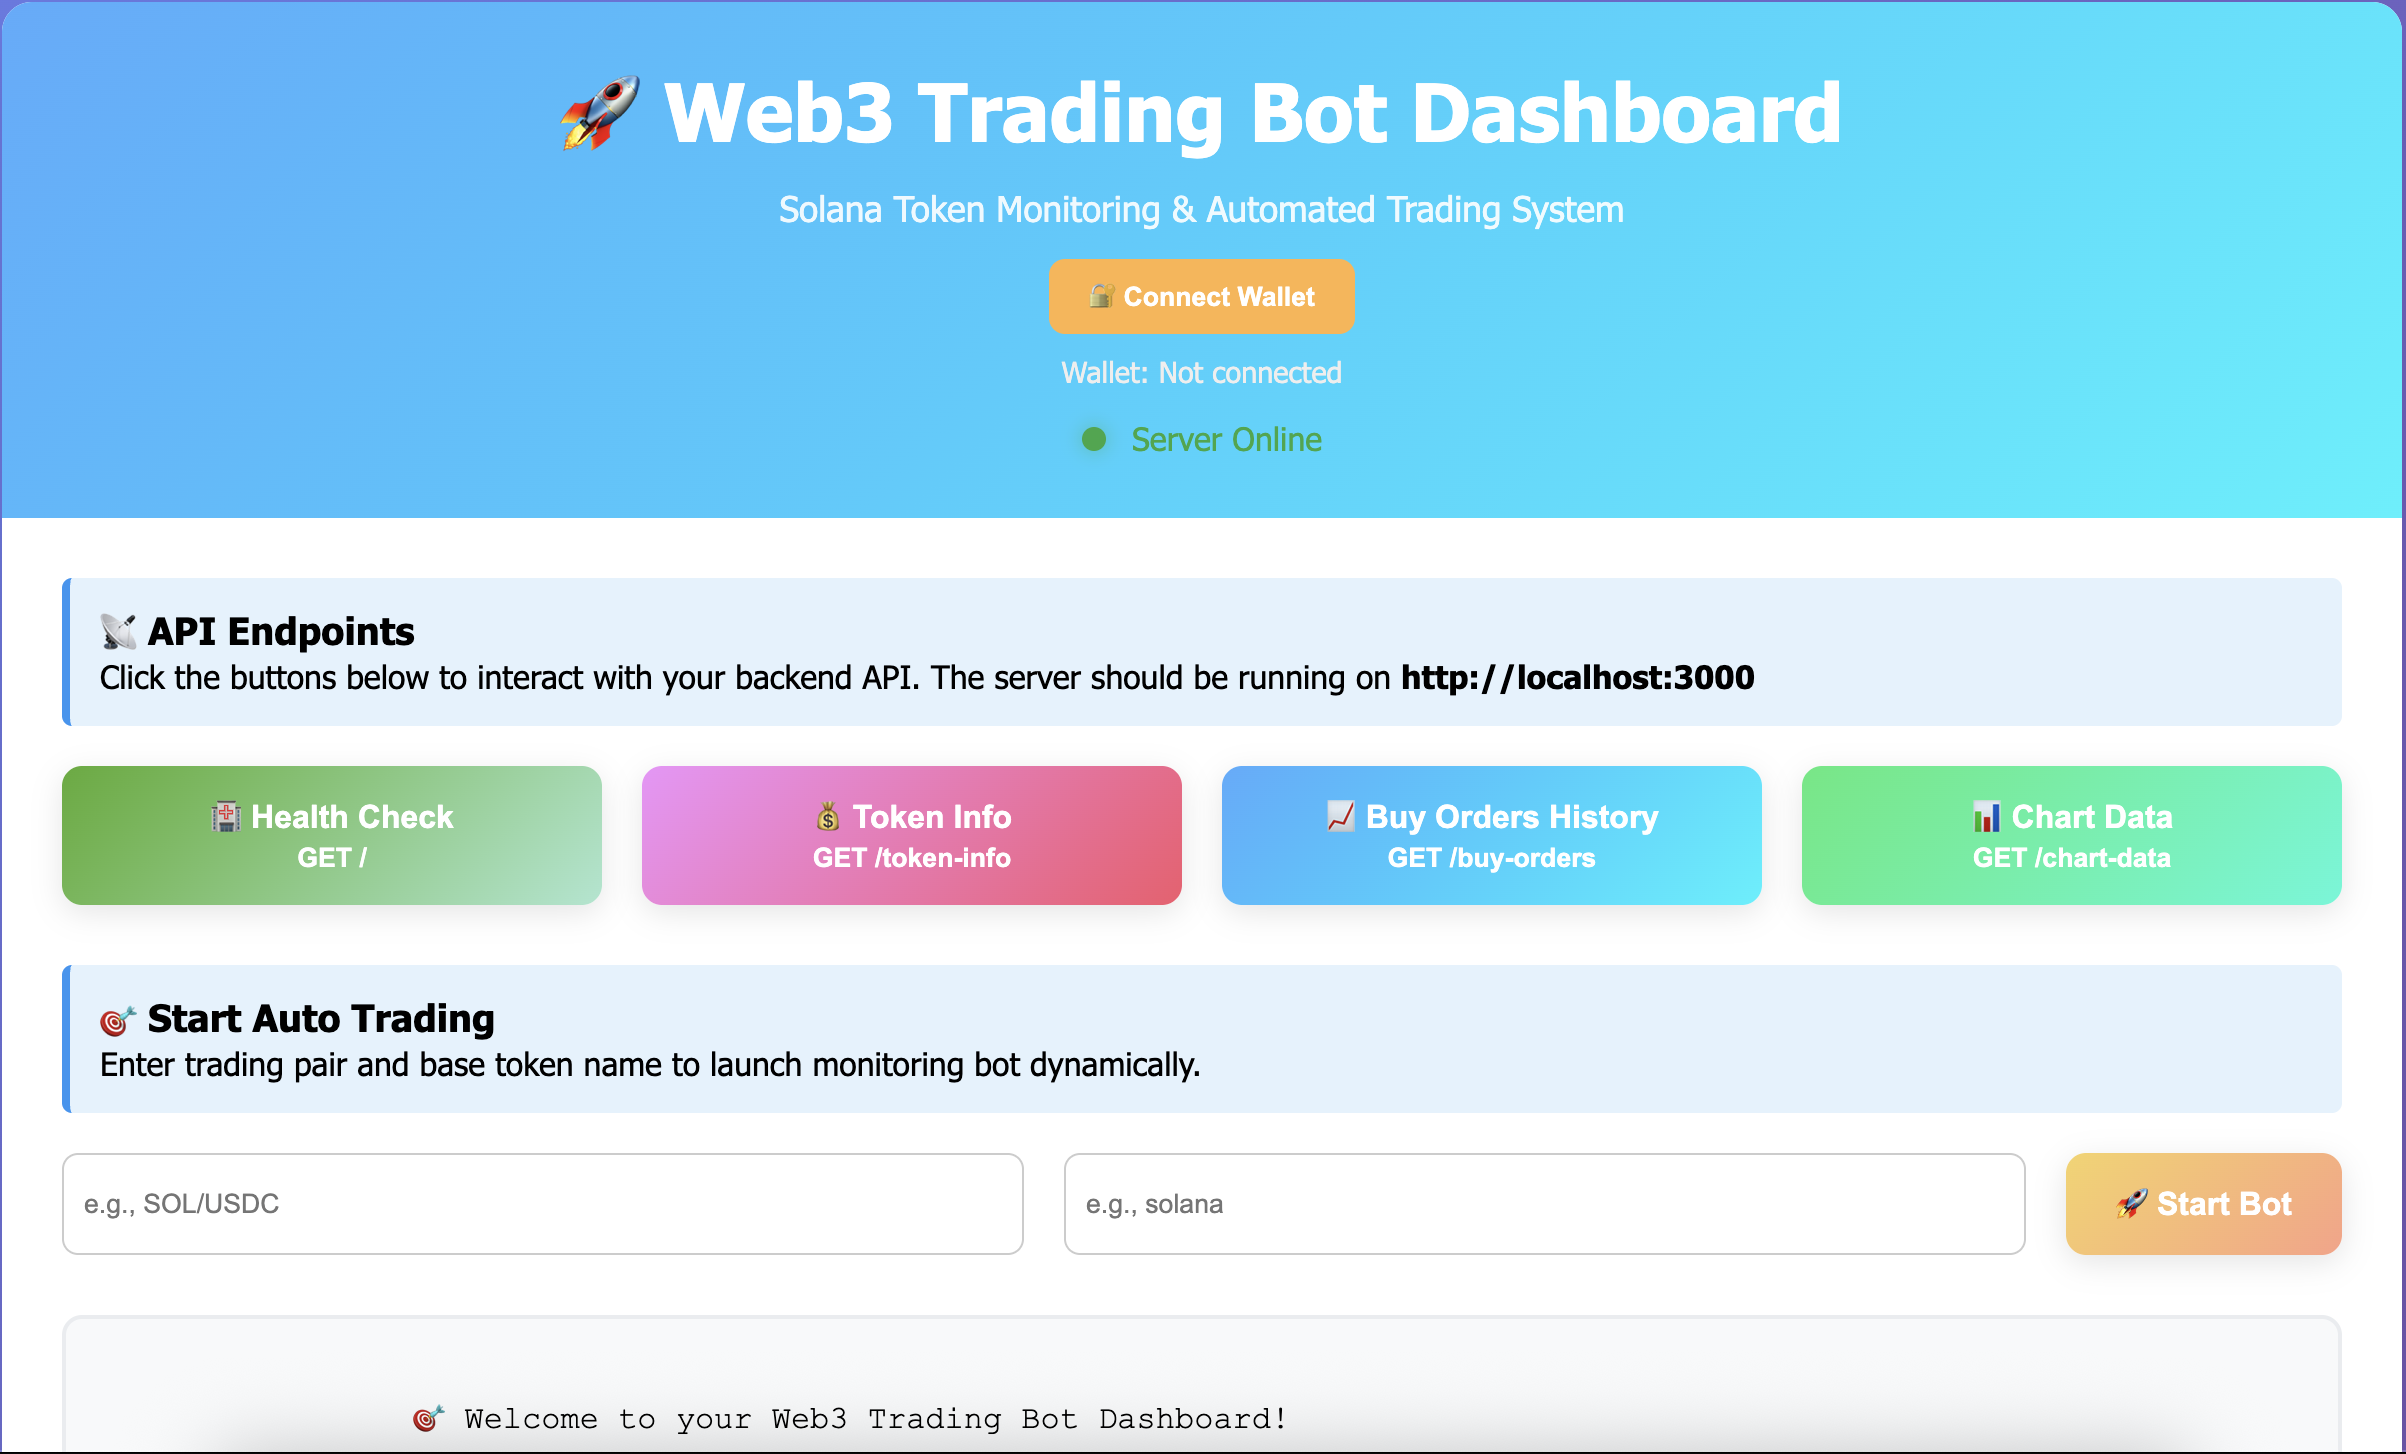 🚀 Web3 Trading Bot Dashboard
Solana Token Monitoring & Automated Trading System
🔐 Connect Wallet
Wallet: Not connected
Server Online
📡 API Endpoints
Click the buttons below to interact with your backend API. The server should be running on http://localhost:3000
🏥 Health Check
GET /
💰 Token Info
GET /token-info
📈 Buy Orders History
GET /buy-orders
📊 Chart Data
GET /chart-data
🎯 Start Auto Trading
Enter trading pair and base token name to launch monitoring bot dynamically.
e.g., SOL/USDC
e.g., solana
🚀 Start Bot
🎯 Welcome to your Web3 Trading Bot Dashboard!